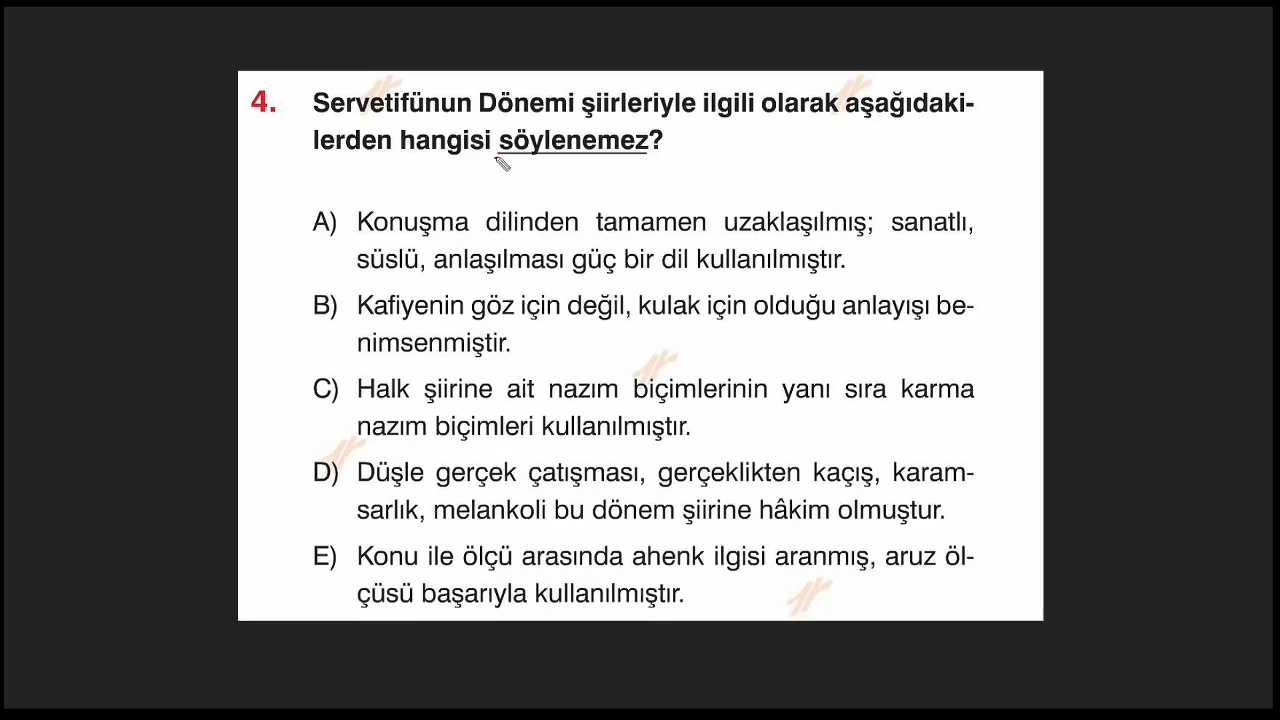 4. Servetifünun Dönemi şiirleriyle ilgili olarak aşağıdaki-
lerden hangisi söylenemez?
A) Konuşma dilinden tamamen uzaklaşılmış; sanatlı,
süslü, anlaşılması güç bir dil kullanılmıştır.
B) Kafiyenin göz için değil, kulak için olduğu anlayışı be-
nimsenmiştir.
C) Halk şiirine ait nazım biçimlerinin yanı sıra karma
nazım biçimleri kullanılmıştır.
D) Düşle gerçek çatışması, gerçeklikten kaçış, karam-
sarlık, melankoli bu dönem şiirine hâkim olmuştur.
E) Konu ile ölçü arasında ahenk ilgisi aranmış, aruz öl-
çüsü başarıyla kullanılmıştır.